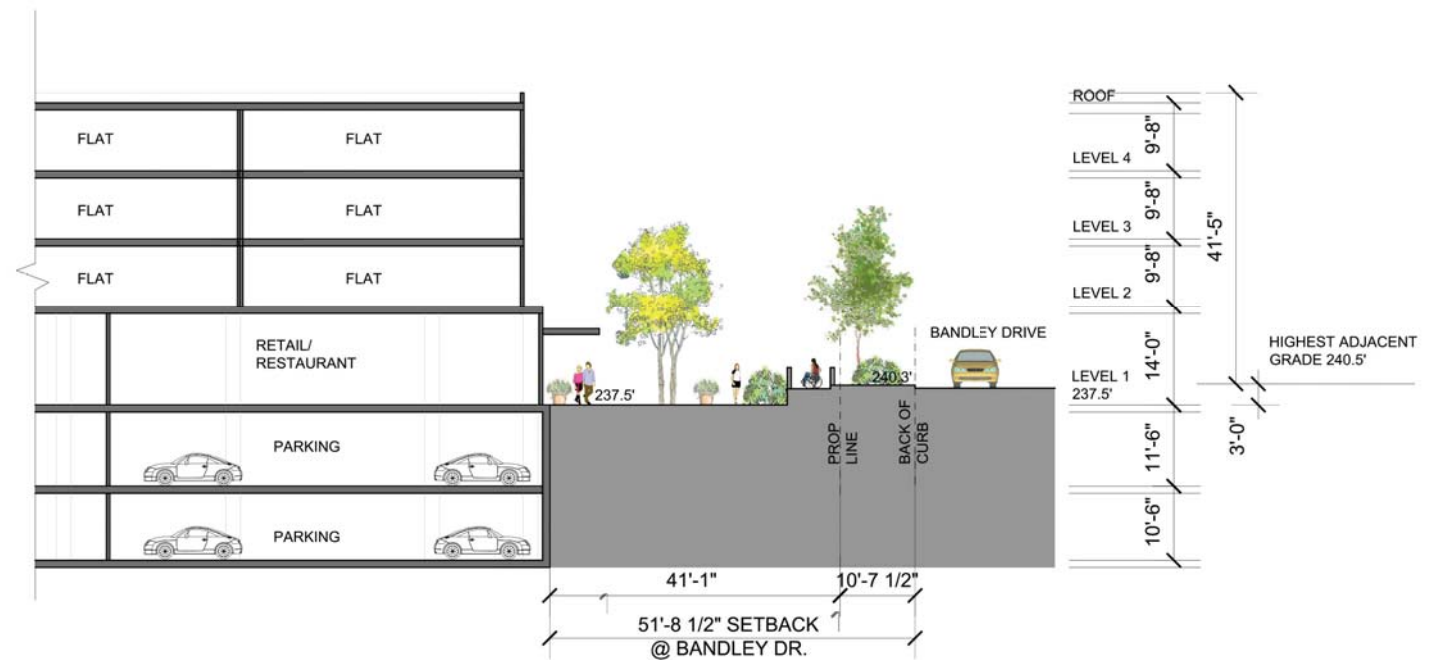 ROOF
FLAT
FLAT
9'-8"
LEVEL 4
FLAT
FLAT
9'-8"
LEVEL 3
41'-5"
FLAT
FLAT
9'-8"
LEVEL 2
RETAIL/
RESTAURANT
BANDLEY DRIVE
14'-0"
HIGHEST ADJACENT
GRADE 240.5'
240.3'
LEVEL 1
237.5'
237.5'
3'-0"
PARKING
PROP
LINE
BACK OF
CURB
11'-6"
PARKING
10'-6"
41'-1"
10'-7 1/2"
51'-8 1/2" SETBACK
@ BANDLEY DR.